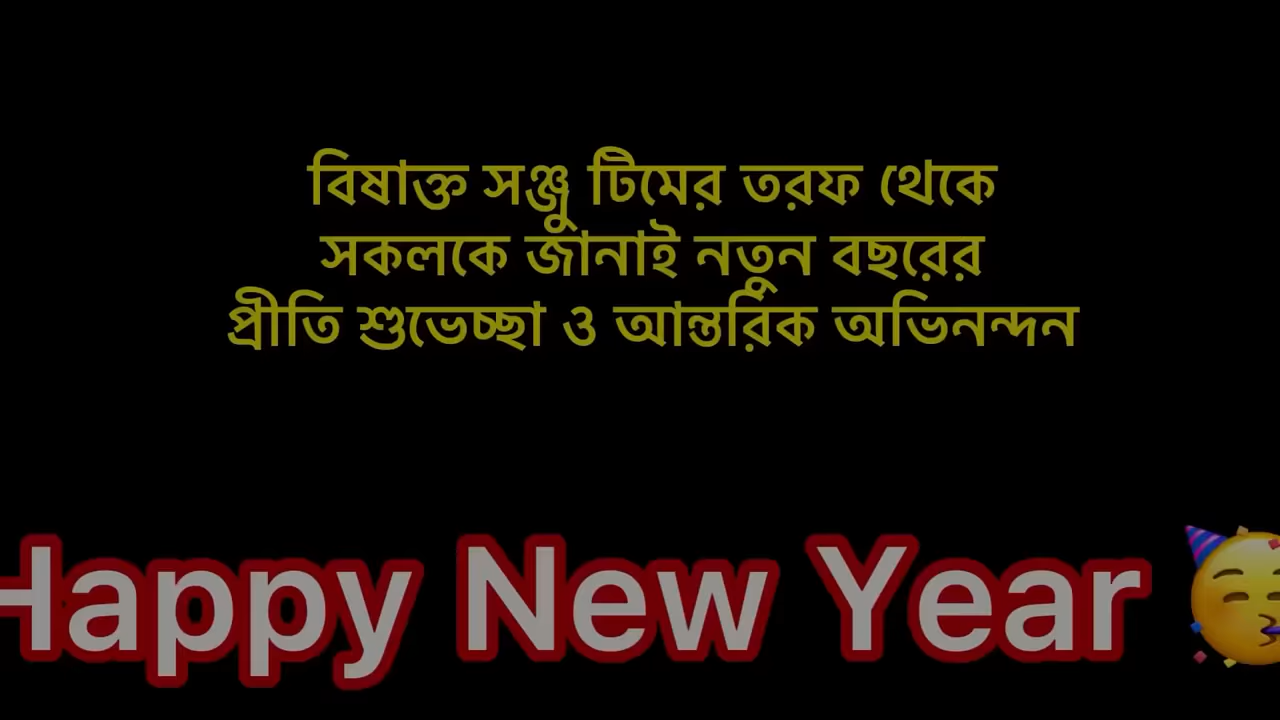 বিষাক্ত সঞ্জু টিমের তরফ থেকে
সকলকে জানাই নতুন বছরের
প্রীতি শুভেচ্ছা ও আন্তরিক অভিনন্দন
Happy New Year 🥳